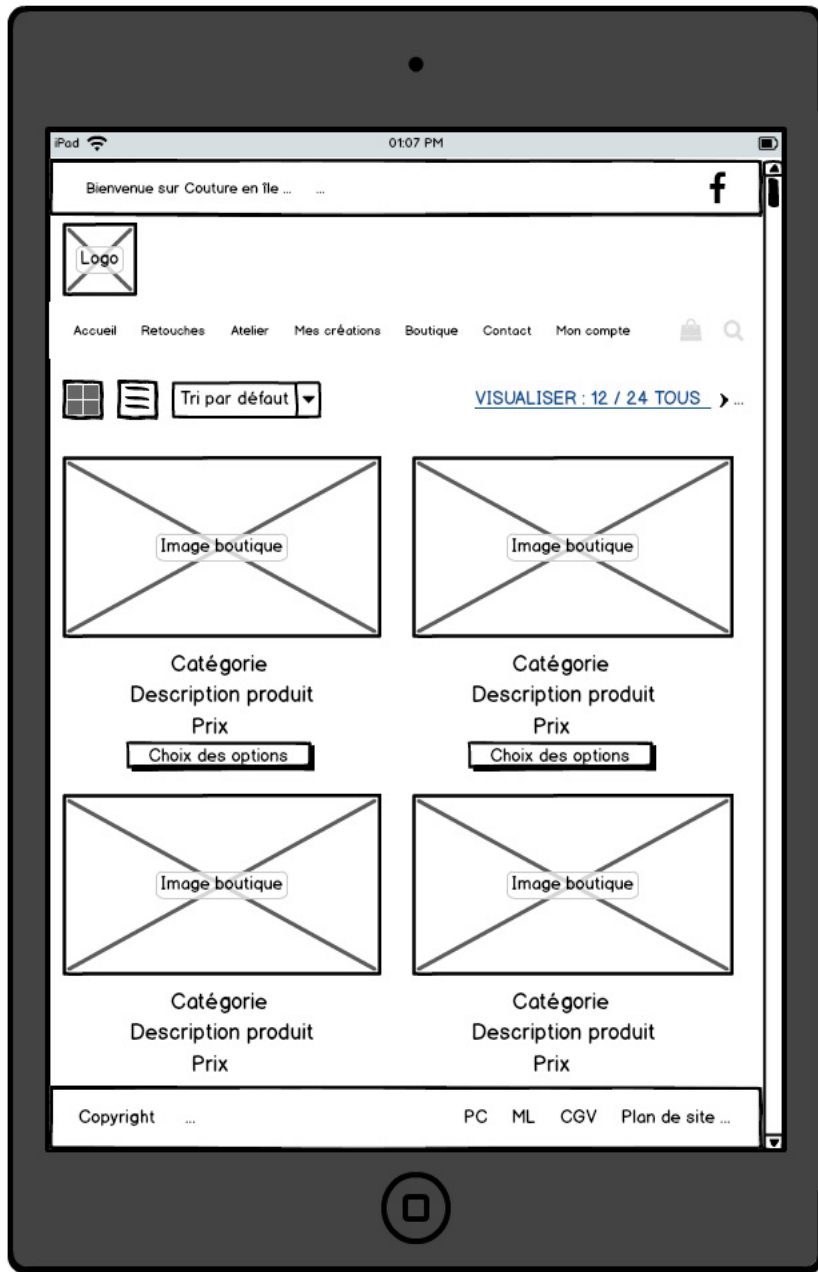 iPad 01:07 PM
Bienvenue sur Couture en île ... ... f
Logo
Accueil Retouches Atelier Mes créations Boutique Contact Mon compte
Tri par défaut VISUALISER : 12 / 24 TOUS ...
Image boutique Image boutique
Catégorie Catégorie
Description produit Description produit
Prix Prix
Choix des options Choix des options
Image boutique Image boutique
Catégorie Catégorie
Description produit Description produit
Prix Prix
Copyright ... PC ML CGV Plan de site ...